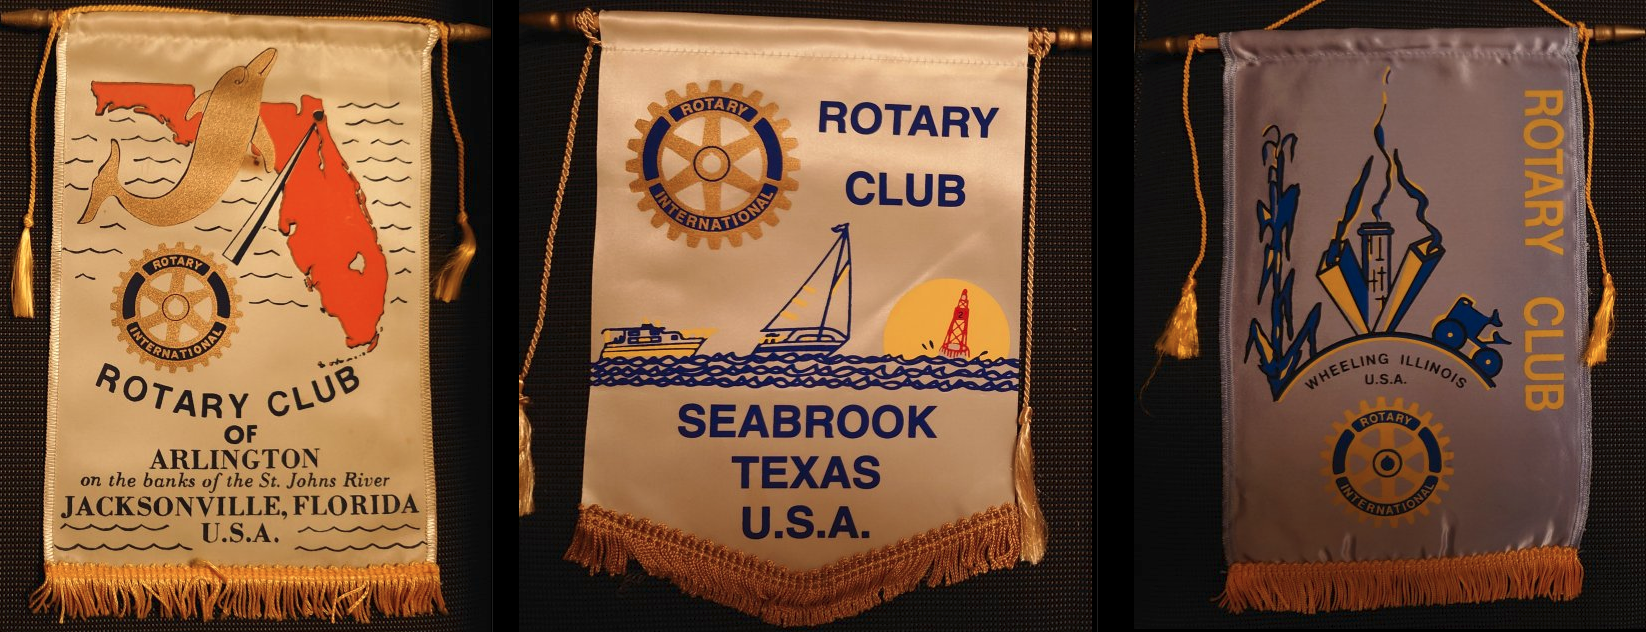 ROTARY
INTERNATIONAL
ROTARY CLUB
OF
ARLINGTON
on the banks of the St. Johns River
JACKSONVILLE, FLORIDA
U.S.A.
ROTARY
INTERNATIONAL
ROTARY
CLUB
2
SEABROOK
TEXAS
U.S.A.
ROTARY CLUB
WHEELING ILLINOIS
U.S.A.
ROTARY
INTERNATIONAL